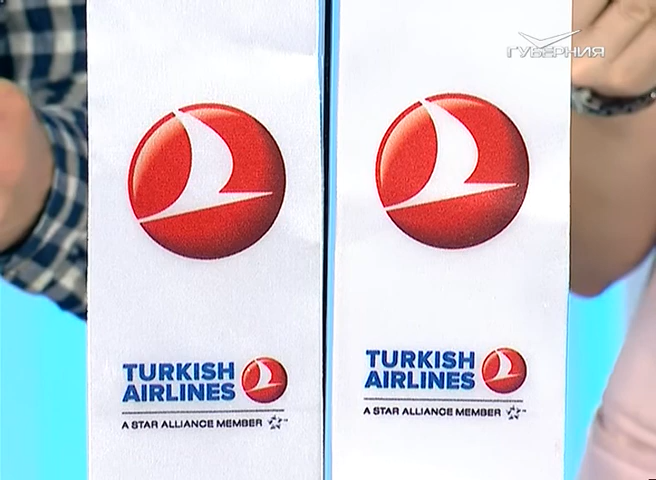 ГУБЕРНИЯ
TURKISH
AIRLINES
A STAR ALLIANCE MEMBER
TURKISH
AIRLINES
A STAR ALLIANCE MEMBER